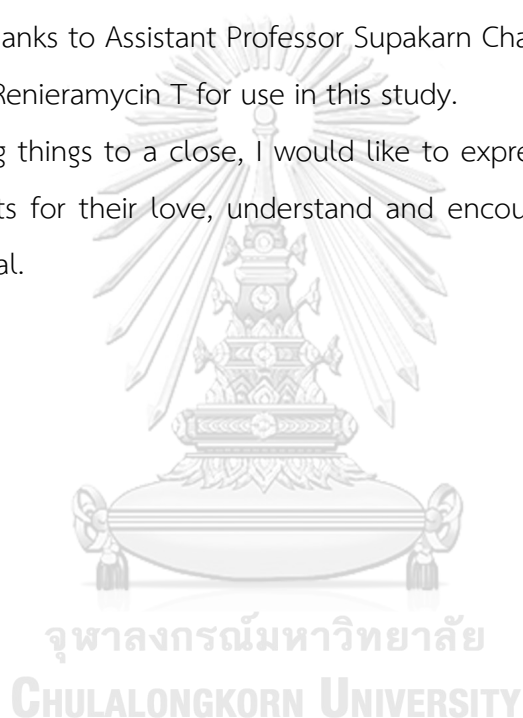 anks to Assistant Professor Supakarn Cha
Renieramycin T for use in this study.
g things to a close, I would like to expre
ts for their love, understand and encou
al.
จุฬาลงกรณ์มหาวิทยาลัย
CHULALONGKORN UNIVERSITY